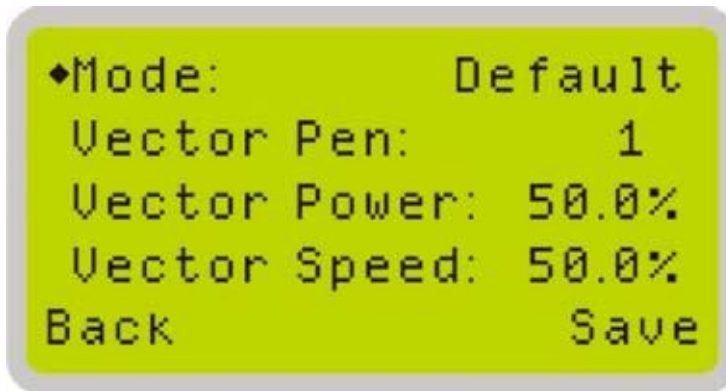 ◆Mode: Default
Vector Pen: 1
Vector Power: 50.0%
Vector Speed: 50.0%
Back Save